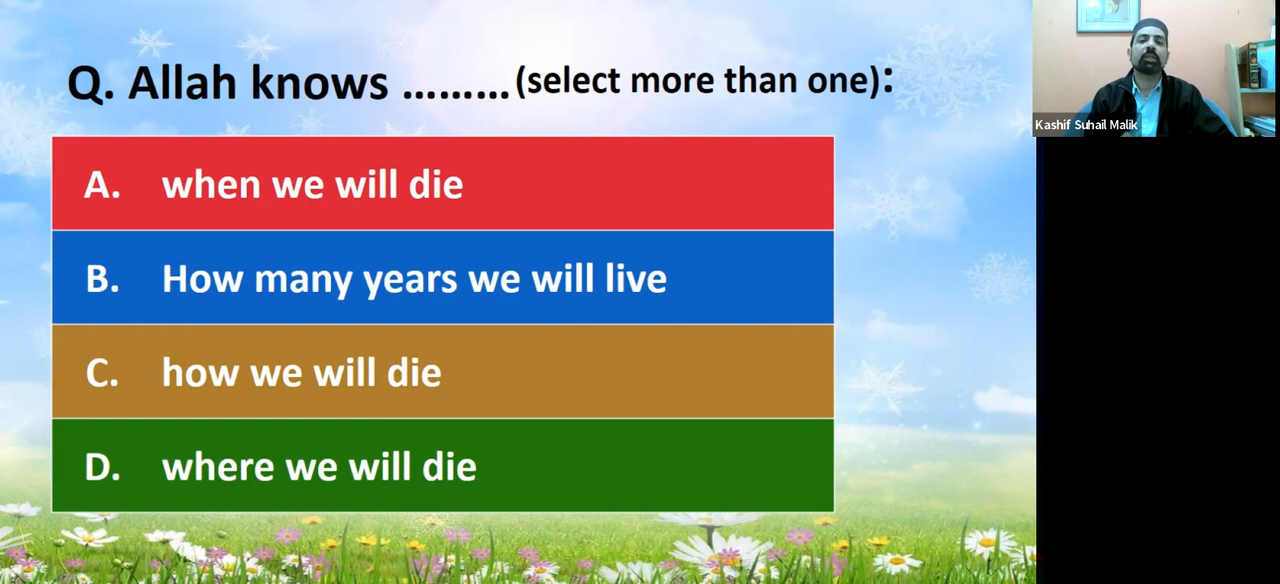 Q. Allah knows ………(select more than one):
A. when we will die
B. How many years we will live
C. how we will die
D. where we will die
Kashif Suhail Malik